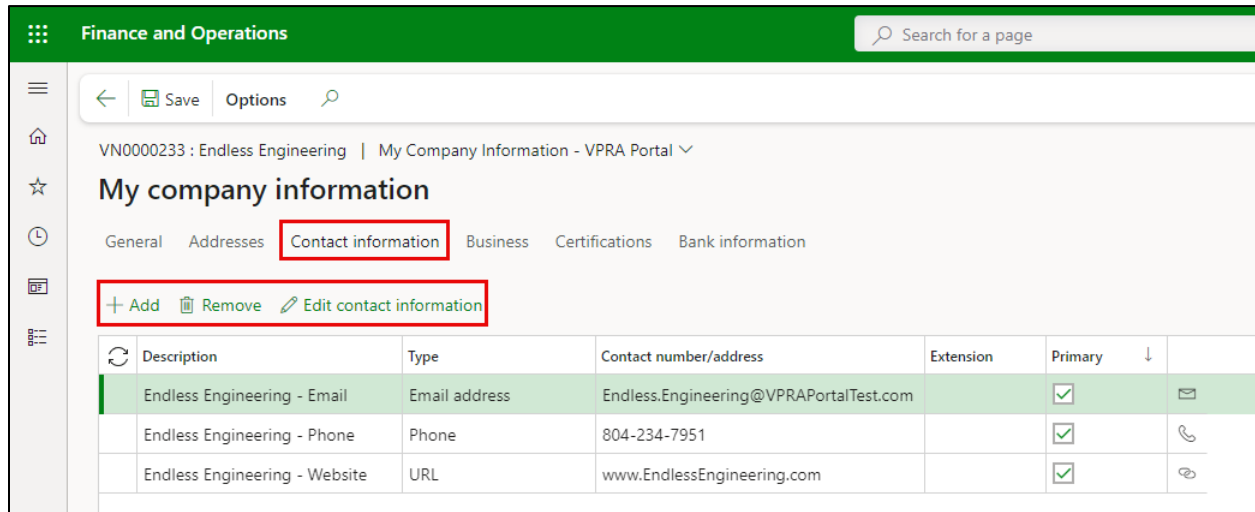 Finance and Operations
Search for a page
Save Options
VN0000233 : Endless Engineering | My Company Information - VPRA Portal
My company information
General Addresses Contact information Business Certifications Bank information
Add Remove Edit contact information
Description Type Contact number/address Extension Primary
Endless Engineering - Email Email address Endless.Engineering@VPRAPortalTest.com
Endless Engineering - Phone Phone 804-234-7951
Endless Engineering - Website URL www.EndlessEngineering.com